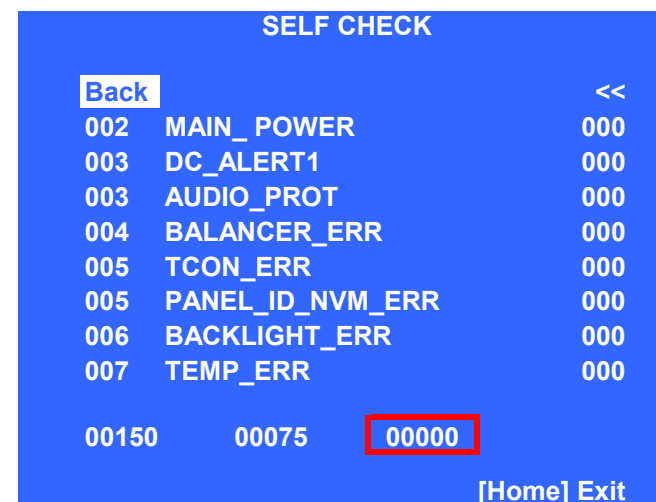 SELF CHECK
Back <<
002 MAIN_ POWER 000
003 DC_ALERT1 000
003 AUDIO_PROT 000
004 BALANCER_ERR 000
005 TCON_ERR 000
005 PANEL_ID_NVM_ERR 000
006 BACKLIGHT_ERR 000
007 TEMP_ERR 000
00150 00075 00000
[Home] Exit